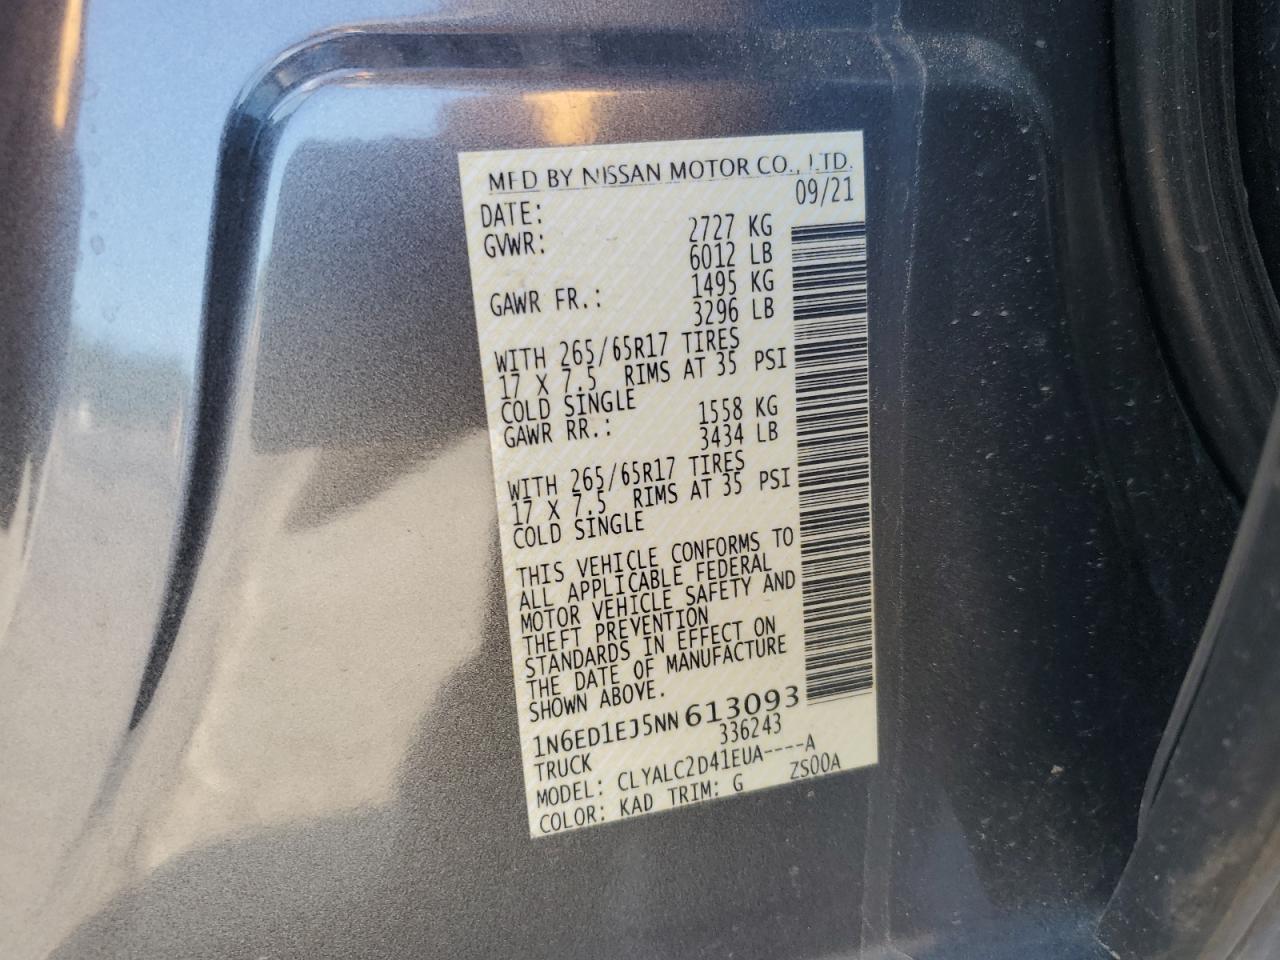 MFD BY NISSAN MOTOR CO., LTD.
DATE: 09/21
GVWR: 2727 KG
6012 LB
GAWR FR.: 1495 KG
3296 LB
WITH 265/65R17 TIRES
17 X 7.5 RIMS AT 35 PSI
COLD SINGLE
GAWR RR.: 1558 KG
3434 LB
WITH 265/65R17 TIRES
17 X 7.5 RIMS AT 35 PSI
COLD SINGLE
THIS VEHICLE CONFORMS TO
ALL APPLICABLE FEDERAL
MOTOR VEHICLE SAFETY AND
THEFT PREVENTION
STANDARDS IN EFFECT ON
THE DATE OF MANUFACTURE
SHOWN ABOVE.
1N6ED1EJ5NN613093
TRUCK 336243
MODEL: CLYALC2D41EUA----A
COLOR: KAD TRIM: G ZS00A